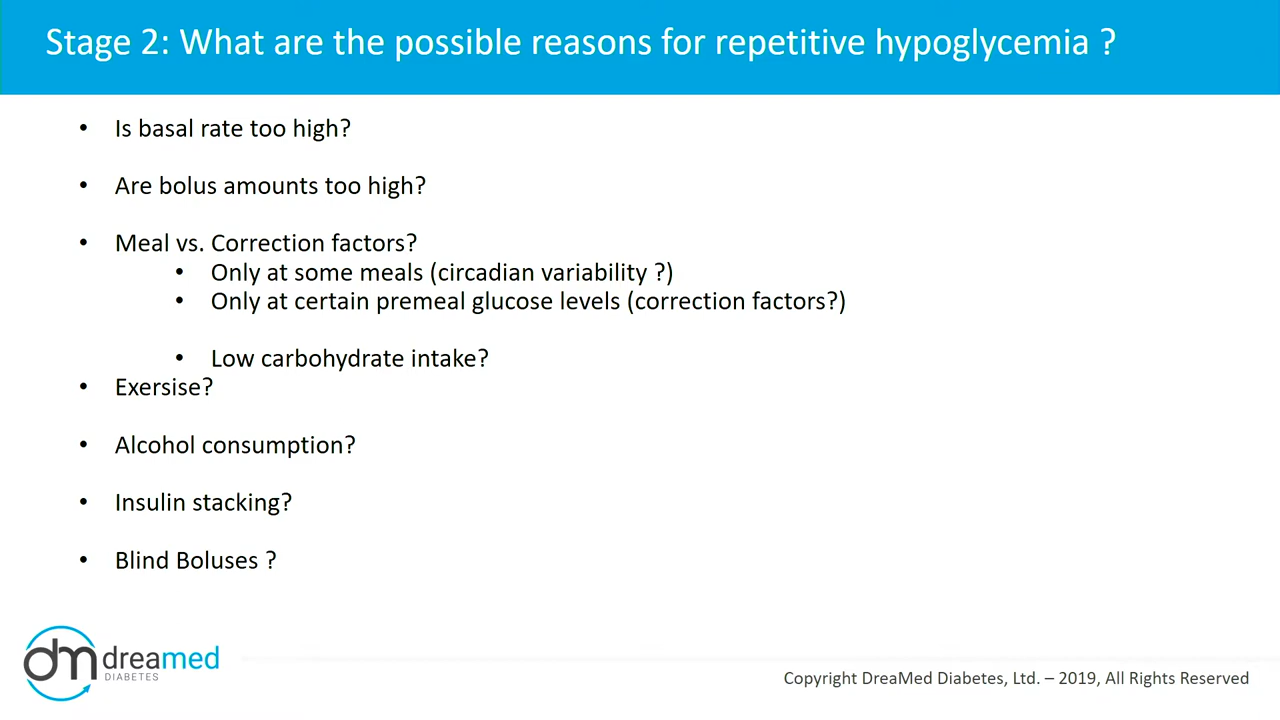 Stage 2: What are the possible reasons for repetitive hypoglycemia ?
• Is basal rate too high?
• Are bolus amounts too high?
• Meal vs. Correction factors?
• Only at some meals (circadian variability ?)
• Only at certain premeal glucose levels (correction factors?)
• Low carbohydrate intake?
• Exersise?
• Alcohol consumption?
• Insulin stacking?
• Blind Boluses ?
dm dreamed
DIABETES
Copyright DreaMed Diabetes, Ltd. – 2019, All Rights Reserved